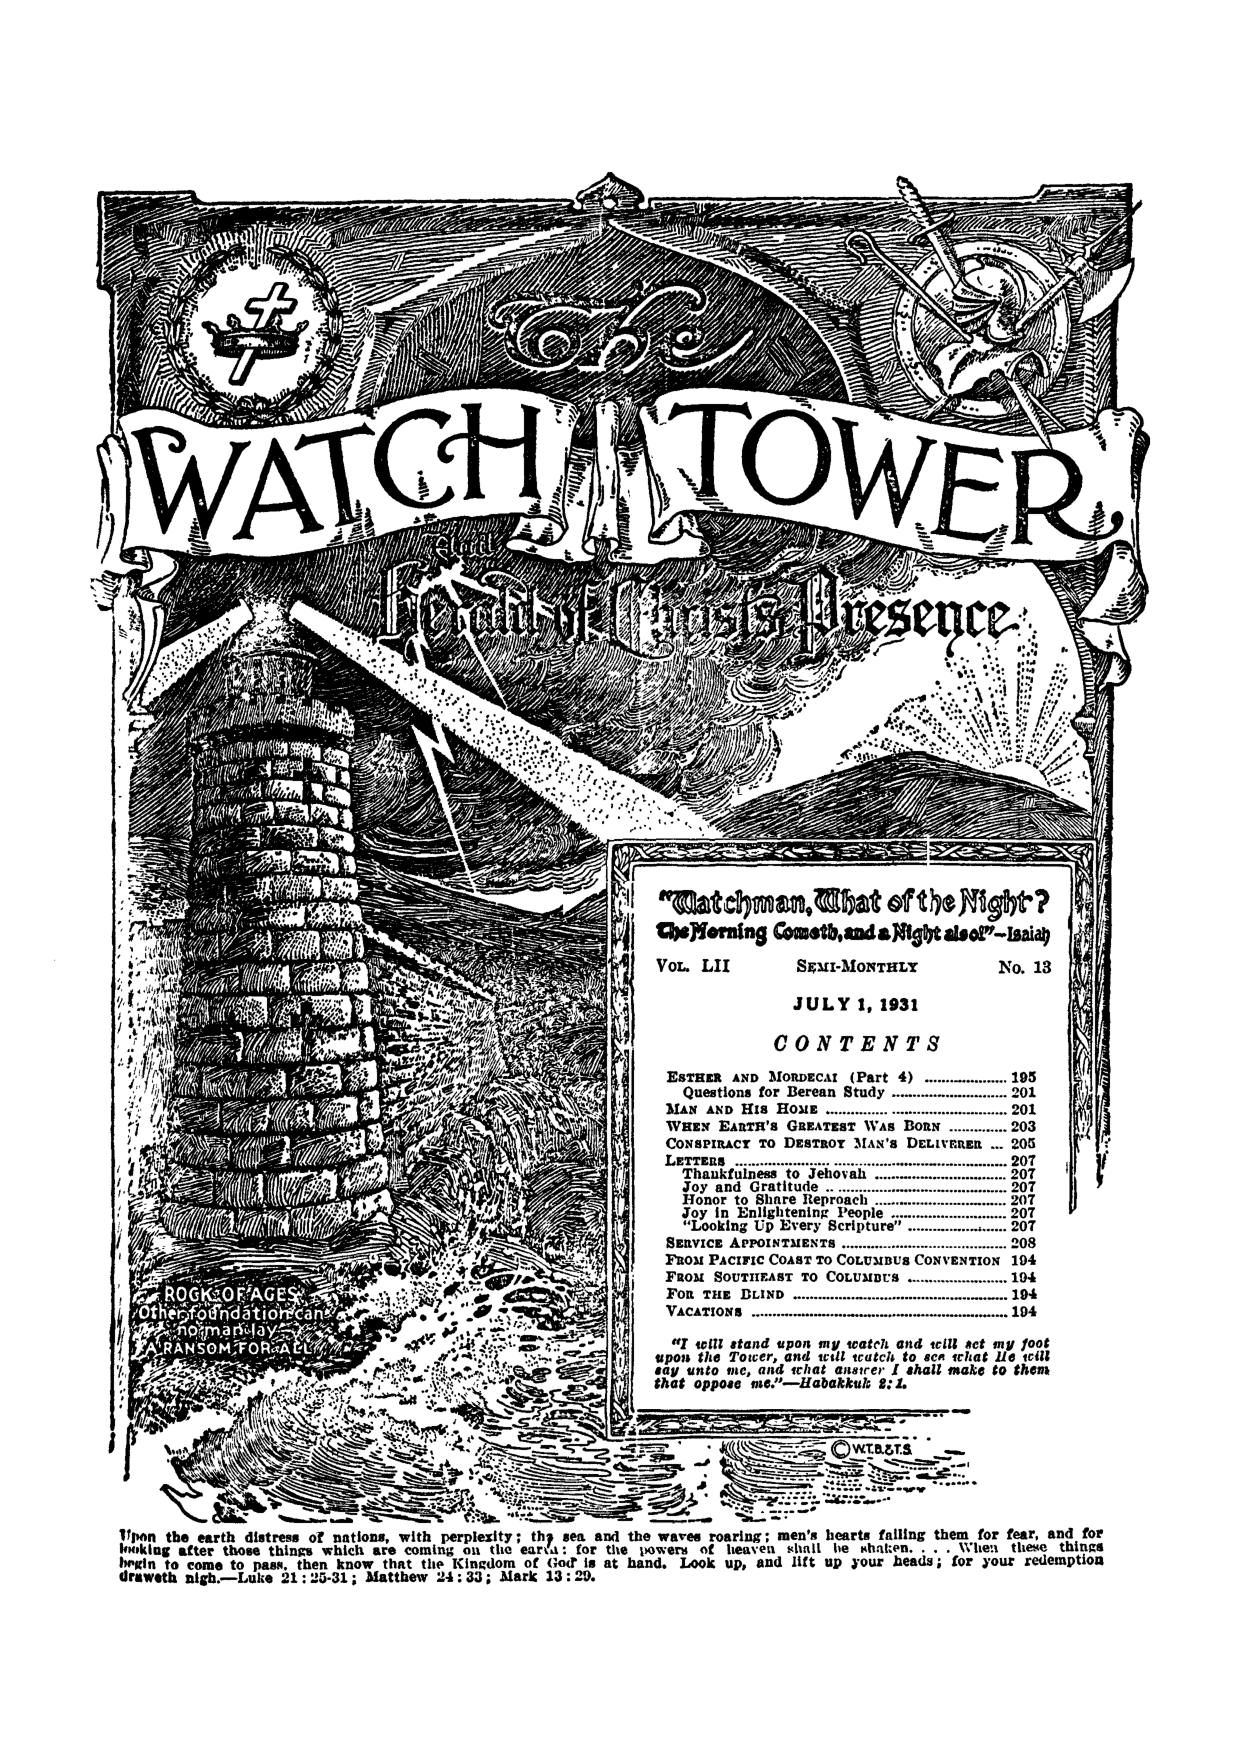 The
WATCH TOWER
And
Herald of Christ's Presence
"Watchman, What of the Night?
The Morning Cometh, and a Night also!"—Isaiah
VOL. LII SEMI-MONTHLY No. 13
JULY 1, 1931
CONTENTS
ESTHER AND MORDECAI (Part 4) .................... 195
Questions for Berean Study ............................ 201
MAN AND HIS HOME ............................................ 201
WHEN EARTH'S GREATEST WAS BORN .............. 203
CONSPIRACY TO DESTROY MAN'S DELIVERER ... 205
LETTERS .................................................................. 207
Thankfulness to Jehovah ................................ 207
Joy and Gratitude ............................................ 207
Honor to Share Reproach .................................. 207
Joy in Enlightening People ............................ 207
"Looking Up Every Scripture" ........................ 207
SERVICE APPOINTMENTS ........................................ 208
FROM PACIFIC COAST TO COLUMBUS CONVENTION 194
FROM SOUTHEAST TO COLUMBUS ........................ 194
FOR THE BLIND .................................................... 194
VACATIONS .............................................................. 194
"I will stand upon my watch and will set my foot
upon the Tower, and will watch to see what He will
say unto me, and what answer I shall make to them
that oppose me."—Habakkuk 2:1.
ROCK OF AGES
Other foundation can
no man lay
A RANSOM FOR ALL
© W.T.B.&T.S.
Upon the earth distress of nations, with perplexity; the sea and the waves roaring; men's hearts failing them for fear, and for
looking after those things which are coming on the earth: for the powers of heaven shall be shaken. . . . When these things
begin to come to pass, then know that the Kingdom of God is at hand. Look up, and lift up your heads; for your redemption
draweth nigh.—Luke 21:25-31; Matthew 24:33; Mark 13:29.